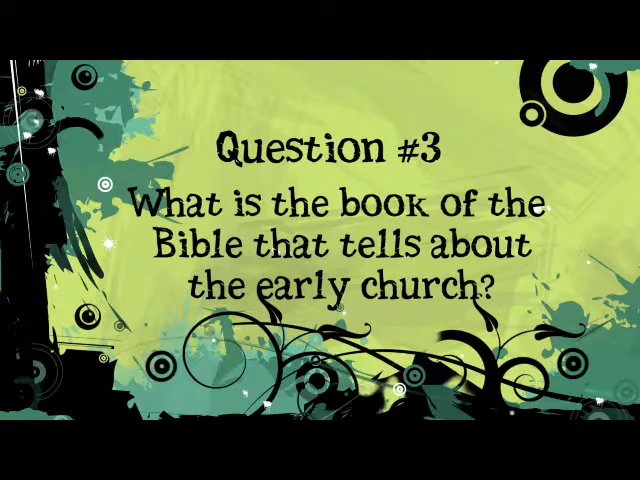 Question #3
What is the book of the
Bible that tells about
the early church?